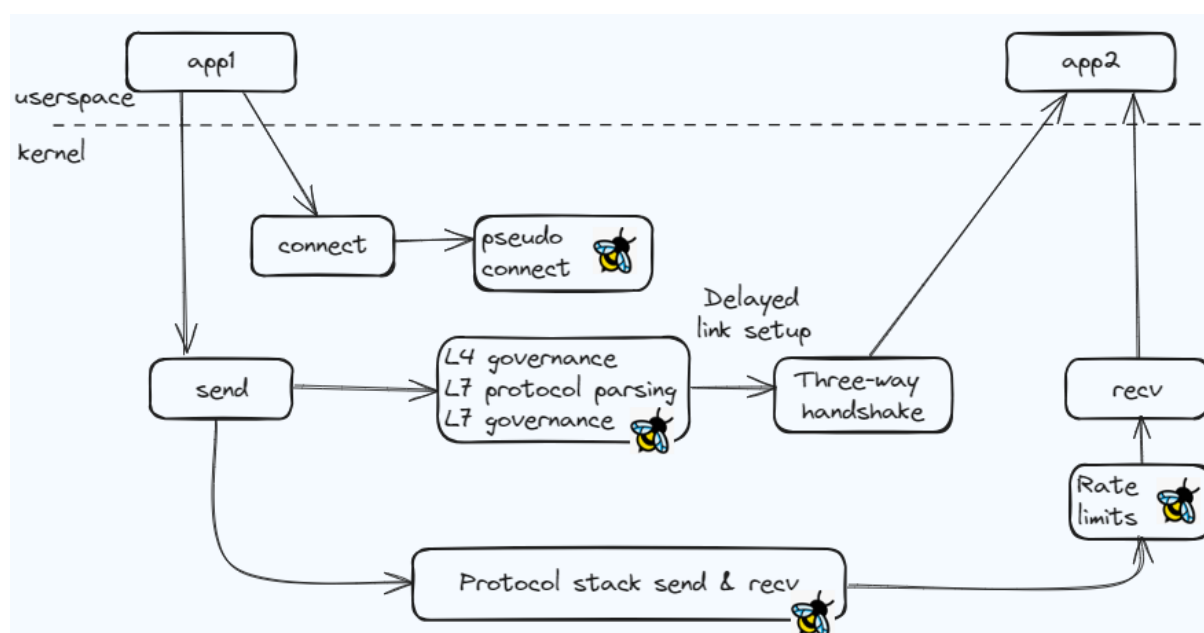 app1
app2
userspace
kernel
connect
pseudo
connect
Delayed
link setup
send
L4 governance
L7 protocol parsing
L7 governance
Three-way
handshake
recv
Rate
limits
Protocol stack send & recv